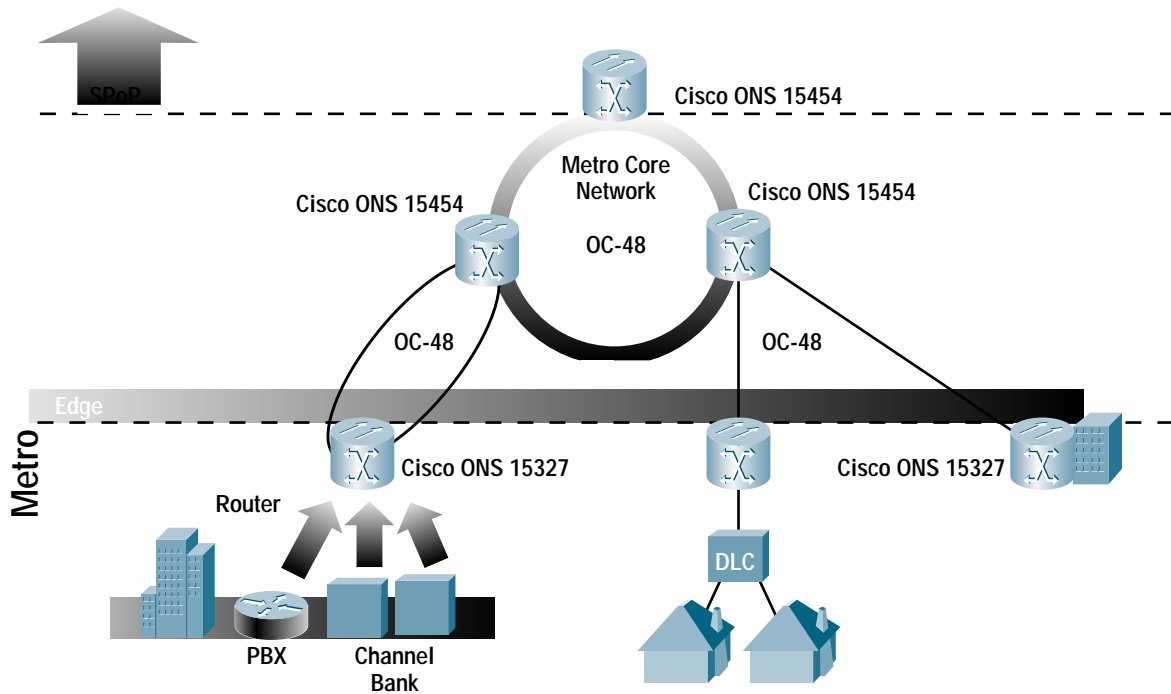 SPoP
Cisco ONS 15454
Metro Core
Network
Cisco ONS 15454
Cisco ONS 15454
OC-48
OC-48
OC-48
Edge
Metro
Cisco ONS 15327
Cisco ONS 15327
Router
DLC
PBX
Channel
Bank